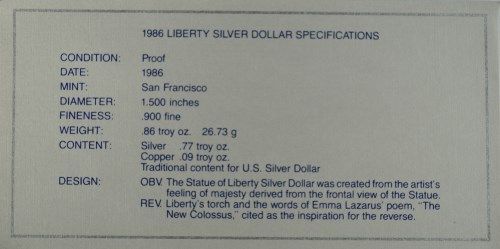 1986 LIBERTY SILVER DOLLAR SPECIFICATIONS
CONDITION: Proof
DATE: 1986
MINT: San Francisco
DIAMETER: 1.500 inches
FINENESS: .900 fine
WEIGHT: .86 troy oz. 26.73 g
CONTENT: Silver .77 troy oz.
Copper .09 troy oz.
Traditional content for U.S. Silver Dollar
DESIGN: OBV. The Statue of Liberty Silver Dollar was created from the artist's
feeling of majesty derived from the frontal view of the Statue.
REV. Liberty's torch and the words of Emma Lazarus' poem, "The
New Colossus," cited as the inspiration for the reverse.